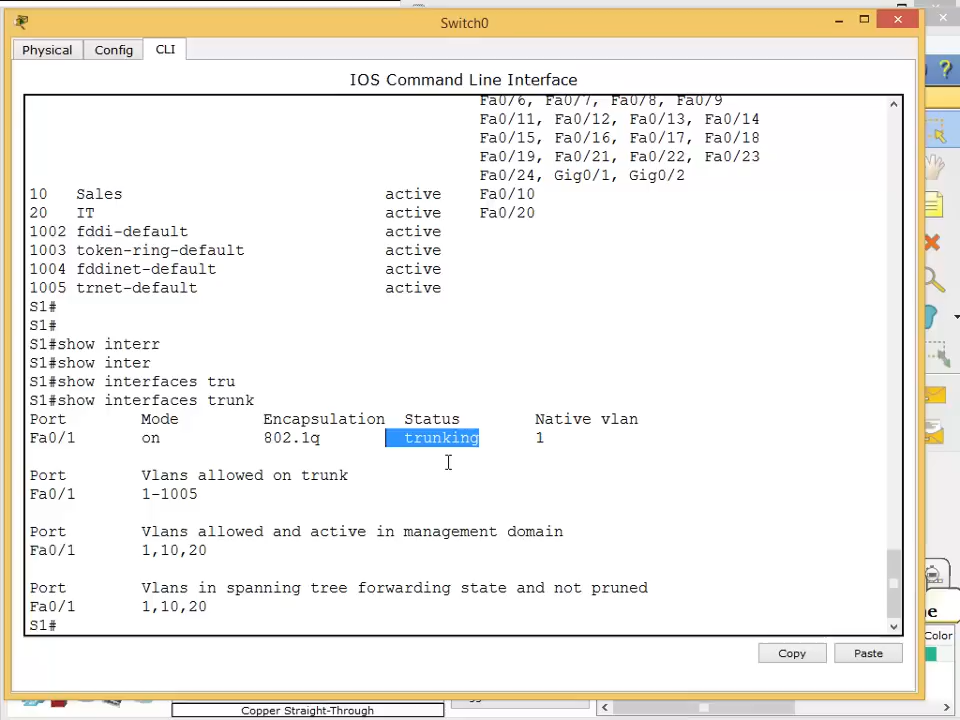 Switch0
Physical Config CLI
IOS Command Line Interface
Fa0/6, Fa0/7, Fa0/8, Fa0/9
Fa0/11, Fa0/12, Fa0/13, Fa0/14
Fa0/15, Fa0/16, Fa0/17, Fa0/18
Fa0/19, Fa0/21, Fa0/22, Fa0/23
Fa0/24, Gig0/1, Gig0/2
10 Sales active Fa0/10
20 IT active Fa0/20
1002 fddi-default active
1003 token-ring-default active
1004 fddinet-default active
1005 trnet-default active
S1#
S1#
S1#show interr
S1#show inter
S1#show interfaces tru
S1#show interfaces trunk
Port Mode Encapsulation Status Native vlan
Fa0/1 on 802.1q trunking 1
Port Vlans allowed on trunk
Fa0/1 1-1005
Port Vlans allowed and active in management domain
Fa0/1 1,10,20
Port Vlans in spanning tree forwarding state and not pruned
Fa0/1 1,10,20
S1#
Copy Paste
Color
Copper Straight-Through